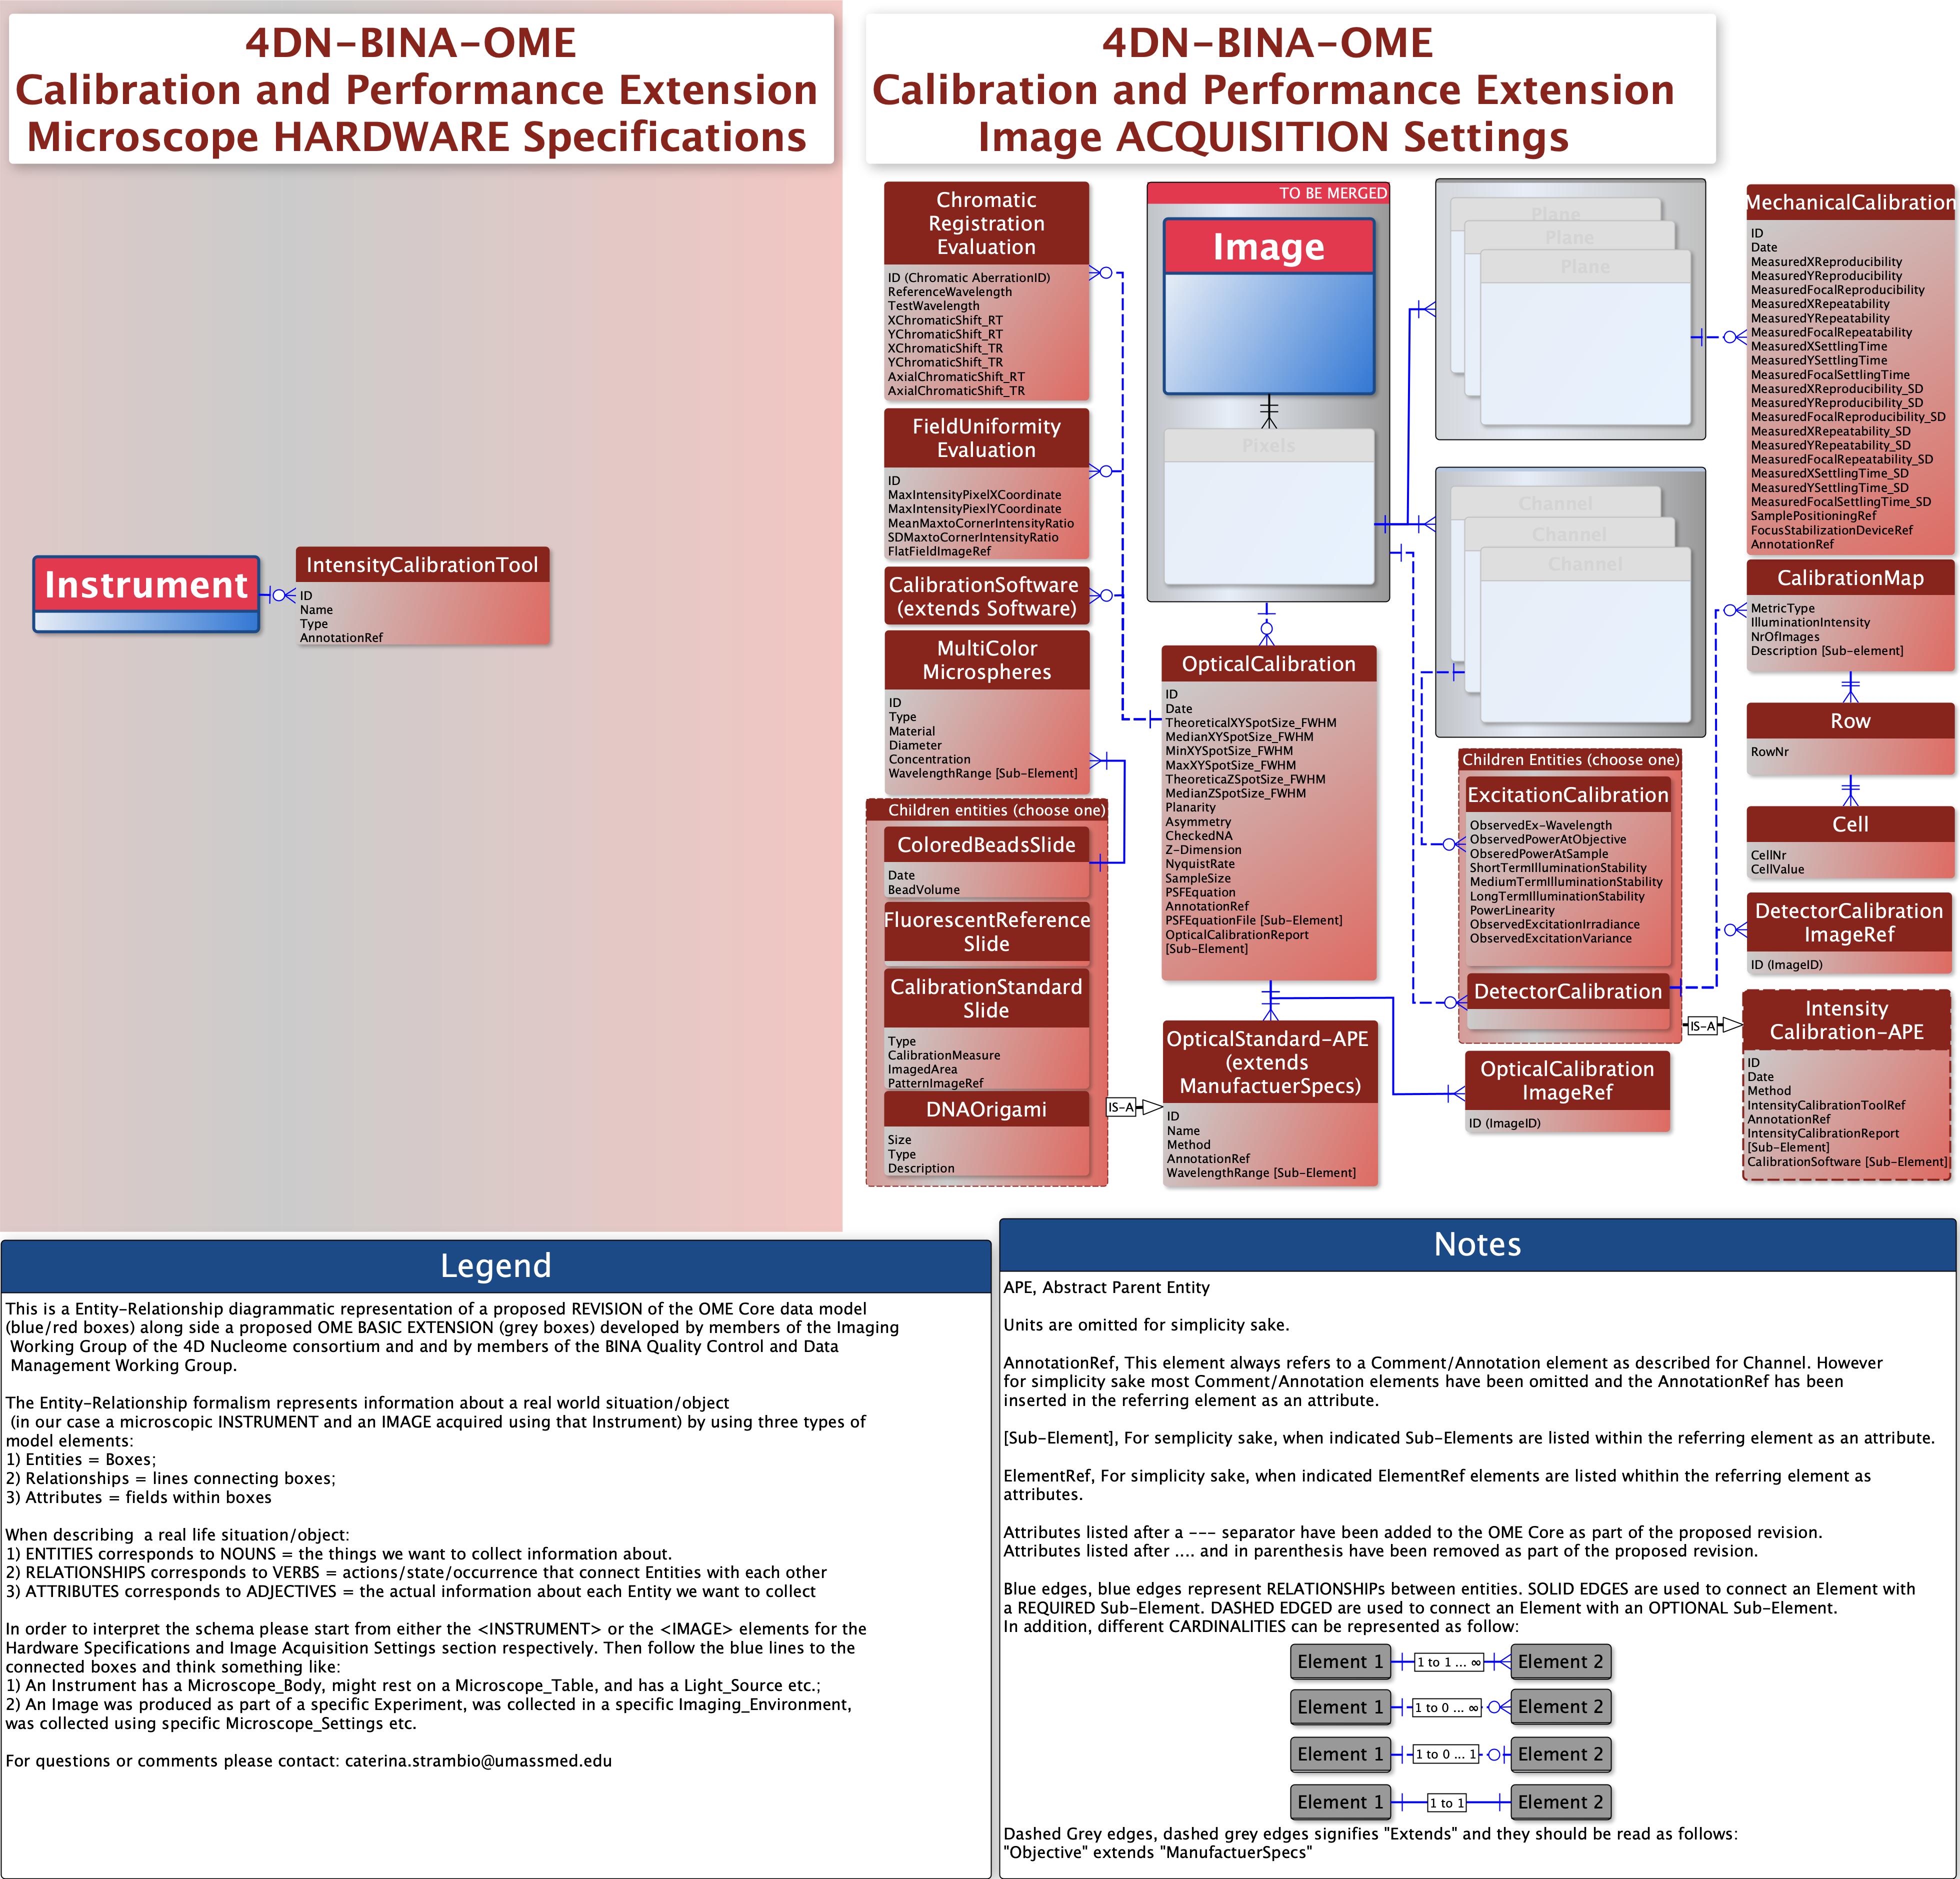 4DN-BINA-OME
Calibration and Performance Extension
Microscope HARDWARE Specifications
Instrument
IntensityCalibrationTool
ID
Name
Type
AnnotationRef
4DN-BINA-OME
Calibration and Performance Extension
Image ACQUISITION Settings
Chromatic
Registration
Evaluation
ID (Chromatic AberrationID)
ReferenceWavelength
TestWavelength
XChromaticShift_RT
YChromaticShift_RT
XChromaticShift_TR
YChromaticShift_TR
AxialChromaticShift_RT
AxialChromaticShift_TR
FieldUniformity
Evaluation
ID
MaxIntensityPixelXCoordinate
MaxIntensityPiexlYCoordinate
MeanMaxtoCornerIntensityRatio
SDMaxtoCornerIntensityRatio
FlatFieldImageRef
CalibrationSoftware
(extends Software)
MultiColor
Microspheres
ID
Type
Material
Diameter
Concentration
WavelengthRange [Sub-Element]
Children entities (choose one)
ColoredBeadsSlide
Date
BeadVolume
FluorescentReference
Slide
CalibrationStandard
Slide
Type
CalibrationMeasure
ImagedArea
PatternImageRef
DNAOrigami
Size
Type
Description
IS-A
TO BE MERGED
Image
Pixels
OpticalCalibration
ID
Date
TheoreticalXYSpotSize_FWHM
MedianXYSpotSize_FWHM
MinXYSpotSize_FWHM
MaxXYSpotSize_FWHM
TheoreticaZSpotSize_FWHM
MedianZSpotSize_FWHM
Planarity
Asymmetry
CheckedNA
Z-Dimension
NyquistRate
SampleSize
PSFEquation
AnnotationRef
PSFEquationFile [Sub-Element]
OpticalCalibrationReport
[Sub-Element]
OpticalStandard-APE
(extends
ManufactuerSpecs)
ID
Name
Method
AnnotationRef
WavelengthRange [Sub-Element]
Plane
Plane
Plane
Channel
Channel
Channel
Children Entities (choose one)
ExcitationCalibration
ObservedEx-Wavelength
ObservedPowerAtObjective
ObseredPowerAtSample
ShortTermIlluminationStability
MediumTermIlluminationStability
LongTermIlluminationStability
PowerLinearity
ObservedExcitationIrradiance
ObservedExcitationVariance
DetectorCalibration
IS-A
OpticalCalibration
ImageRef
ID (ImageID)
MechanicalCalibration
ID
Date
MeasuredXReproducibility
MeasuredYReproducibility
MeasuredFocalReproducibility
MeasuredXRepeatability
MeasuredYRepeatability
MeasuredFocalRepeatability
MeasuredXSettlingTime
MeasuredYSettlingTime
MeasuredFocalSettlingTime
MeasuredXReproducibility_SD
MeasuredYReproducibility_SD
MeasuredFocalReproducibility_SD
MeasuredXRepeatability_SD
MeasuredYRepeatability_SD
MeasuredFocalRepeatability_SD
MeasuredXSettlingTime_SD
MeasuredYSettlingTime_SD
MeasuredFocalSettlingTime_SD
SamplePositioningRef
FocusStabilizationDeviceRef
AnnotationRef
CalibrationMap
MetricType
IlluminationIntensity
NrOfImages
Description [Sub-element]
Row
RowNr
Cell
CellNr
CellValue
DetectorCalibration
ImageRef
ID (ImageID)
Intensity
Calibration-APE
ID
Date
Method
IntensityCalibrationToolRef
AnnotationRef
IntensityCalibrationReport
[Sub-Element]
CalibrationSoftware [Sub-Element]
Legend
This is a Entity-Relationship diagrammatic representation of a proposed REVISION of the OME Core data model
(blue/red boxes) along side a proposed OME BASIC EXTENSION (grey boxes) developed by members of the Imaging
Working Group of the 4D Nucleome consortium and and by members of the BINA Quality Control and Data
Management Working Group.
The Entity-Relationship formalism represents information about a real world situation/object
(in our case a microscopic INSTRUMENT and an IMAGE acquired using that Instrument) by using three types of
model elements:
1) Entities = Boxes;
2) Relationships = lines connecting boxes;
3) Attributes = fields within boxes
When describing a real life situation/object:
1) ENTITIES corresponds to NOUNS = the things we want to collect information about.
2) RELATIONSHIPS corresponds to VERBS = actions/state/occurrence that connect Entities with each other
3) ATTRIBUTES corresponds to ADJECTIVES = the actual information about each Entity we want to collect
In order to interpret the schema please start from either the <INSTRUMENT> or the <IMAGE> elements for the
Hardware Specifications and Image Acquisition Settings section respectively. Then follow the blue lines to the
connected boxes and think something like:
1) An Instrument has a Microscope_Body, might rest on a Microscope_Table, and has a Light_Source etc.;
2) An Image was produced as part of a specific Experiment, was collected in a specific Imaging_Environment,
was collected using specific Microscope_Settings etc.
For questions or comments please contact: caterina.strambio@umassmed.edu
Notes
APE, Abstract Parent Entity
Units are omitted for simplicity sake.
AnnotationRef, This element always refers to a Comment/Annotation element as described for Channel. However
for simplicity sake most Comment/Annotation elements have been omitted and the AnnotationRef has been
inserted in the referring element as an attribute.
[Sub-Element], For semplicity sake, when indicated Sub-Elements are listed within the referring element as an attribute.
ElementRef, For simplicity sake, when indicated ElementRef elements are listed whithin the referring element as
attributes.
Attributes listed after a --- separator have been added to the OME Core as part of the proposed revision.
Attributes listed after .... and in parenthesis have been removed as part of the proposed revision.
Blue edges, blue edges represent RELATIONSHIPs between entities. SOLID EDGES are used to connect an Element with
a REQUIRED Sub-Element. DASHED EDGED are used to connect an Element with an OPTIONAL Sub-Element.
In addition, different CARDINALITIES can be represented as follow:
Element 1 1 to 1 ... ∞ Element 2
Element 1 1 to 0 ... ∞ Element 2
Element 1 1 to 0 ... 1 Element 2
Element 1 1 to 1 Element 2
Dashed Grey edges, dashed grey edges signifies "Extends" and they should be read as follows:
"Objective" extends "ManufactuerSpecs"